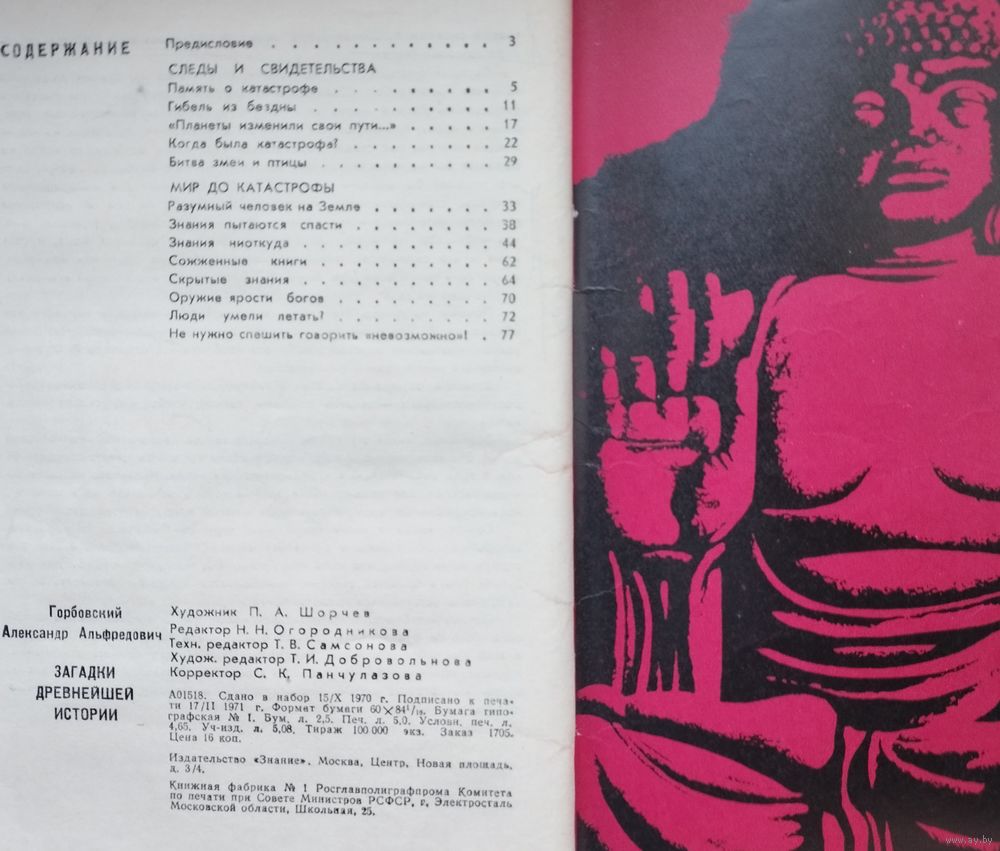 СОДЕРЖАНИЕ
Предисловие . . . . . . . . . . . . 3
СЛЕДЫ И СВИДЕТЕЛЬСТВА
Память о катастрофе . . . . . . . . 5
Гибель из бездны . . . . . . . . . 11
«Планеты изменили свои пути...» . . . . . 17
Когда была катастрофа? . . . . . . . 22
Битва змеи и птицы . . . . . . . . . 29
МИР ДО КАТАСТРОФЫ
Разумный человек на Земле . . . . . . 33
Знания пытаются спасти . . . . . . . 38
Знания ниоткуда . . . . . . . . . 44
Сожженные книги . . . . . . . . . 62
Скрытые знания . . . . . . . . . 64
Оружие ярости богов . . . . . . . . 70
Люди умели летать? . . . . . . . . 72
Не нужно спешить говорить «невозможно»! . 77
Горбовский
Александр Альфредович
ЗАГАДКИ
ДРЕВНЕЙШЕЙ
ИСТОРИИ
Художник П. А. Шорчев
Редактор Н. Н. Огородникова
Техн. редактор Т. В. Самсонова
Худож. редактор Т. И. Добровольнова
Корректор С. К. Панчулазова
А01518. Сдано в набор 15/X 1970 г. Подписано к печа-
ти 17/II 1971 г. Формат бумаги 60×84¹/₁₆. Бумага типо-
графская № 1. Бум. л. 2,5. Печ. л. 5,0. Условн. печ. л.
4,65. Уч-изд. л. 5,08. Тираж 100 000 экз. Заказ 1705.
Цена 16 коп.
Издательство «Знание». Москва, Центр, Новая площадь,
д. 3/4.
Книжная фабрика № 1 Росглавполиграфпрома Комитета
по печати при Совете Министров РСФСР, г. Электросталь
Московской области, Школьная, 25.
www.ay.by